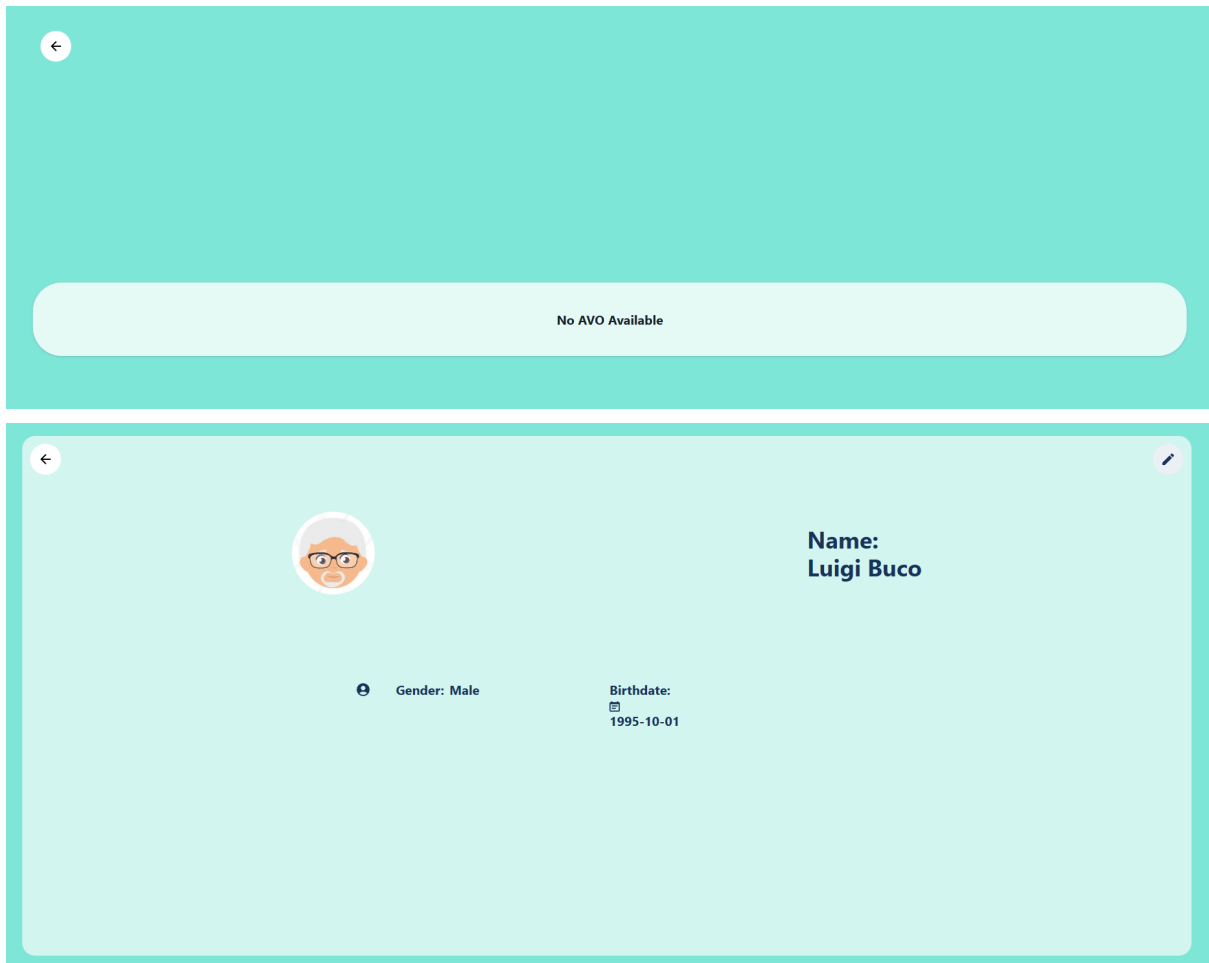 No AVO Available
Name:
Luigi Buco
Gender: Male
Birthdate:
1995-10-01